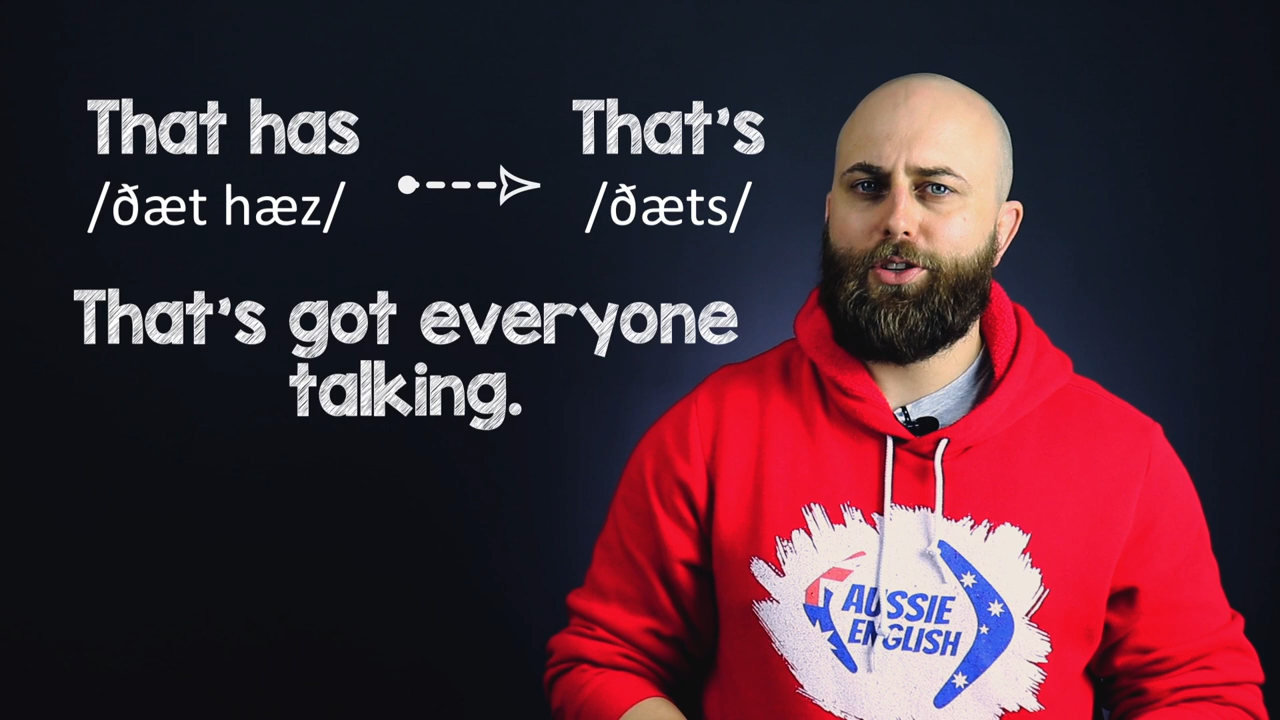 That has
That's
/ðæt hæz/
/ðæts/
That's got everyone
talking.
AUSSIE
ENGLISH